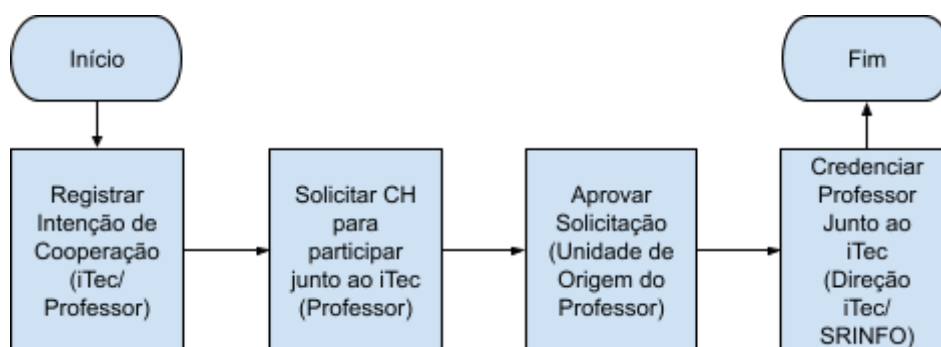 Início
Fim
Registrar
Intenção de
Cooperação
(iTec/
Professor)
Solicitar CH
para
participar
junto ao iTec
(Professor)
Aprovar
Solicitação
(Unidade de
Origem do
Professor)
Credenciar
Professor
Junto ao
iTec
(Direção
iTec/
SRINFO)